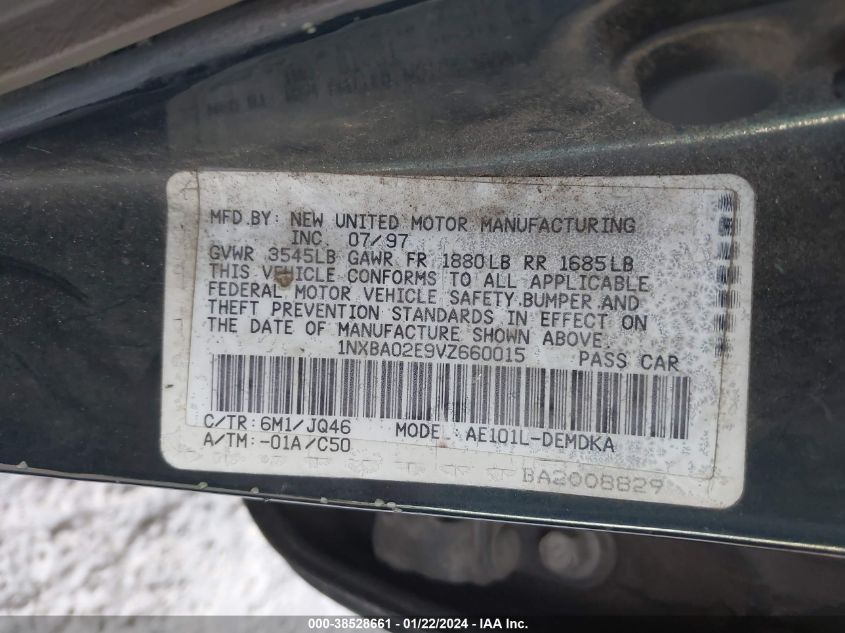 MFD.BY: NEW UNITED MOTOR MANUFACTURING
INC. 07/97
GVWR 3545LB GAWR FR 1880LB RR 1685LB
THIS VEHICLE CONFORMS TO ALL APPLICABLE
FEDERAL MOTOR VEHICLE SAFETY.BUMPER AND
THEFT PREVENTION STANDARDS IN EFFECT ON
THE DATE OF MANUFACTURE SHOWN ABOVE.
1NXBA02E9VZ660015 PASS CAR
C/TR: 6M1/JQ46 MODEL: AE101L-DEMDKA
A/TM: -01A/C50
BA2008829
000-38528661 - 01/22/2024 - IAA Inc.